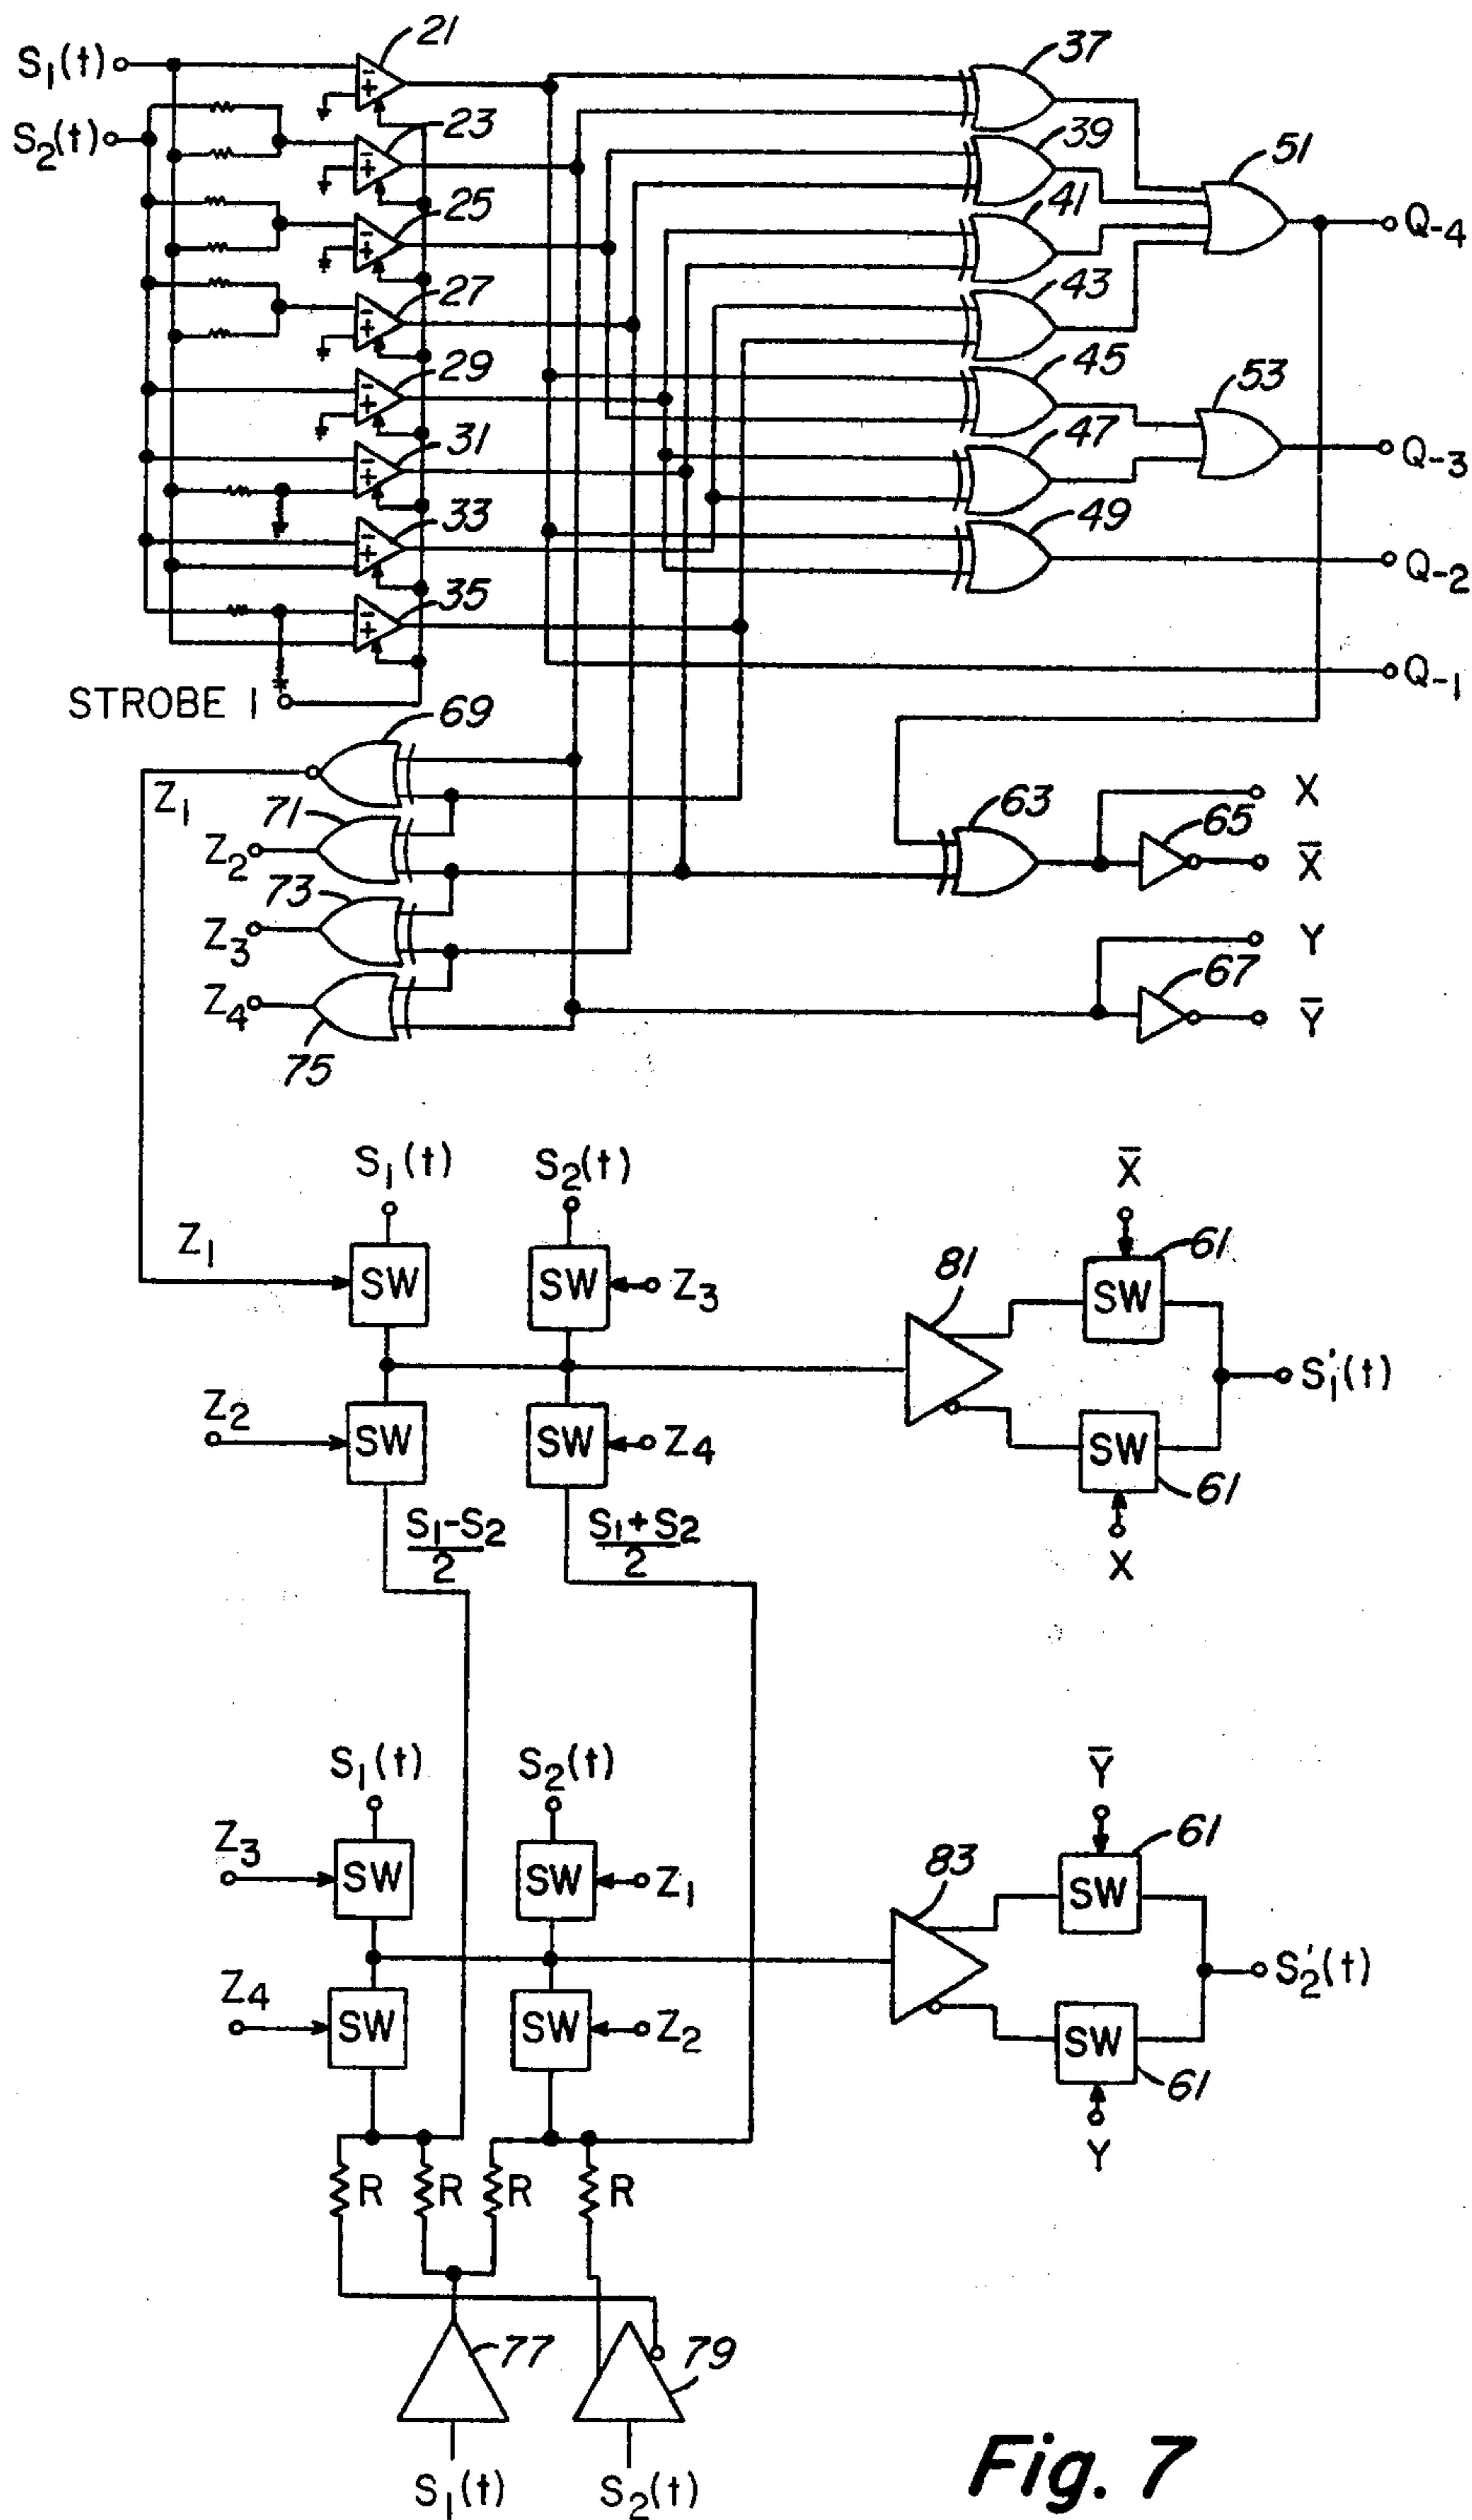 S1(t)
21
37
S2(t)
23
39
51
25
41
Q-4
27
43
29
45
53
31
47
Q-3
33
49
Q-2
35
Q-1
STROBE 1
69
Z1
71
63
X
65
Z2
X̄
73
Z3
Y
67
Z4
Ȳ
75
S1(t)
S2(t)
X̄
Z1
81
61
SW
SW
Z3
SW
S1'(t)
Z2
SW
SW
Z4
SW
61
S1-S2
2
S1+S2
2
X
S1(t)
S2(t)
Ȳ
Z3
83
61
SW
SW
Z1
SW
Z4
S2'(t)
SW
SW
Z2
SW
61
Y
R
R
R
R
77
79
S1(t)
S2(t)
Fig. 7
- + - + - + - + - + - + - + - +